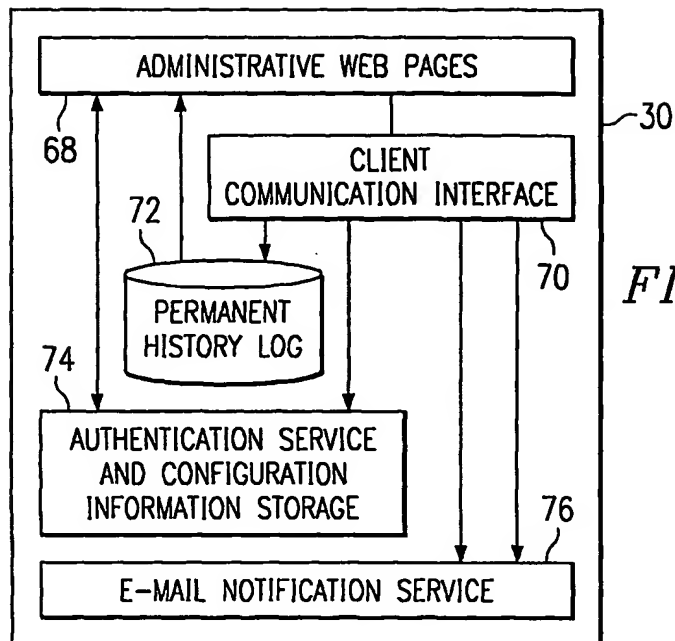 ADMINISTRATIVE WEB PAGES
30
68
CLIENT
COMMUNICATION INTERFACE
72
70
PERMANENT
HISTORY LOG
74
AUTHENTICATION SERVICE
AND CONFIGURATION
INFORMATION STORAGE
76
E-MAIL NOTIFICATION SERVICE